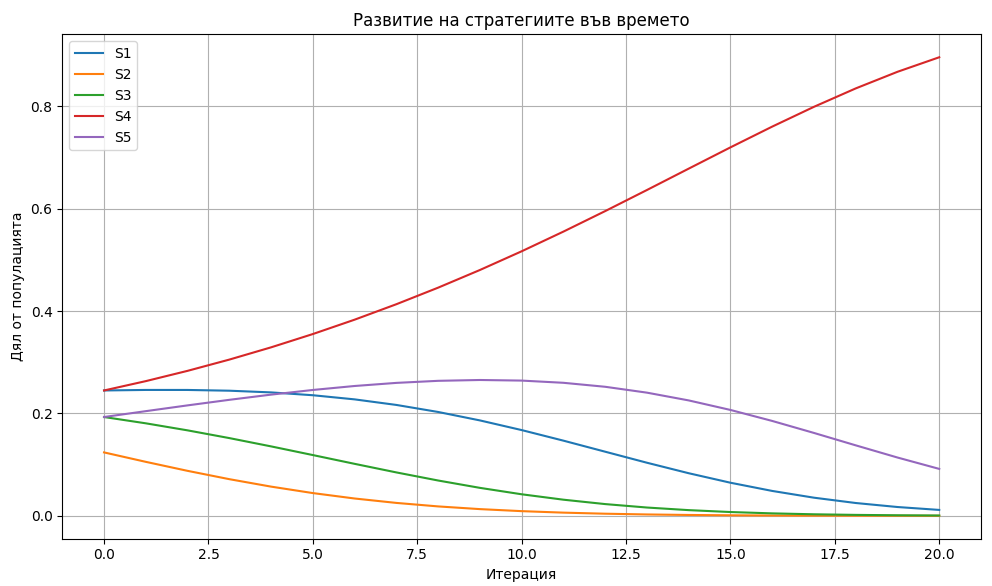 Развитие на стратегиите във времето
S1
S2
S3
S4
S5
Дял от популацията
0.8
0.6
0.4
0.2
0.0
0.0 2.5 5.0 7.5 10.0 12.5 15.0 17.5 20.0
Итерация